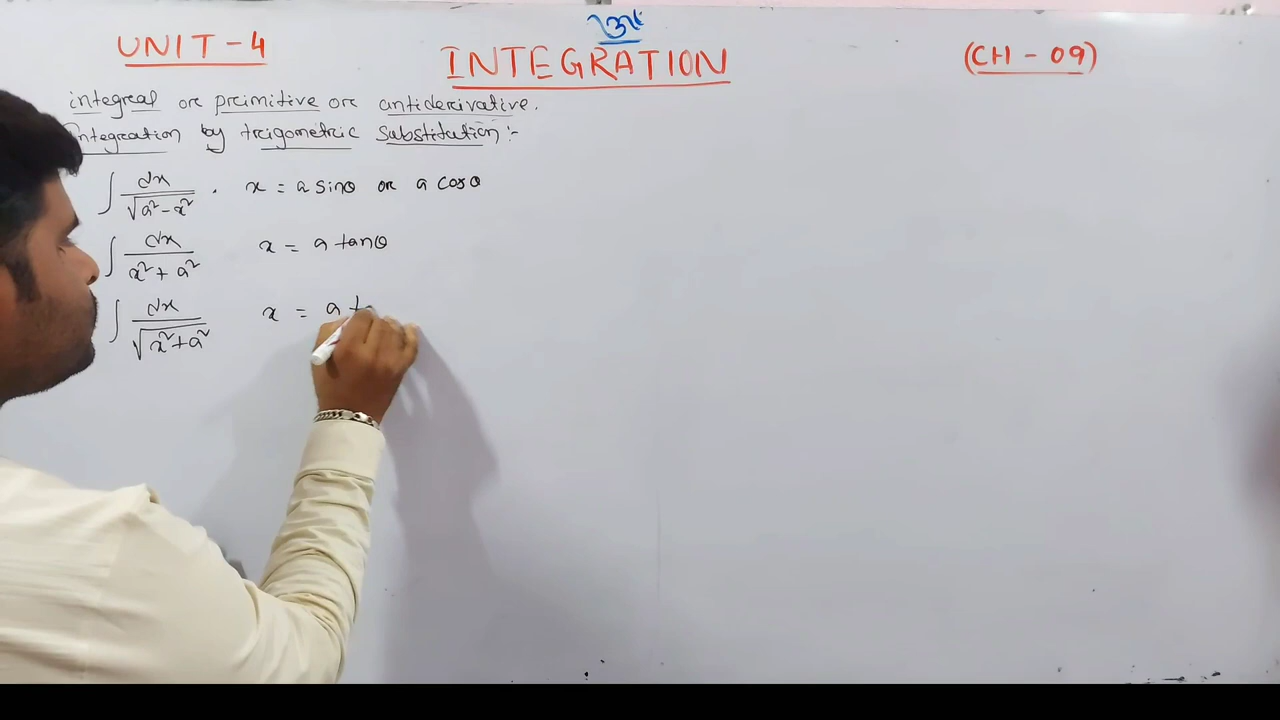 ଓଁ
UNIT - 4
INTEGRATION
(CH - 09)
integral or primitive or antiderivative.
Integration by trigometric Substitution :-
∫ dx / √(a² - x²) . x = a sinθ or a cosθ
∫ dx / (x² + a²) x = a tanθ
∫ dx / √(x² + a²) x = a t